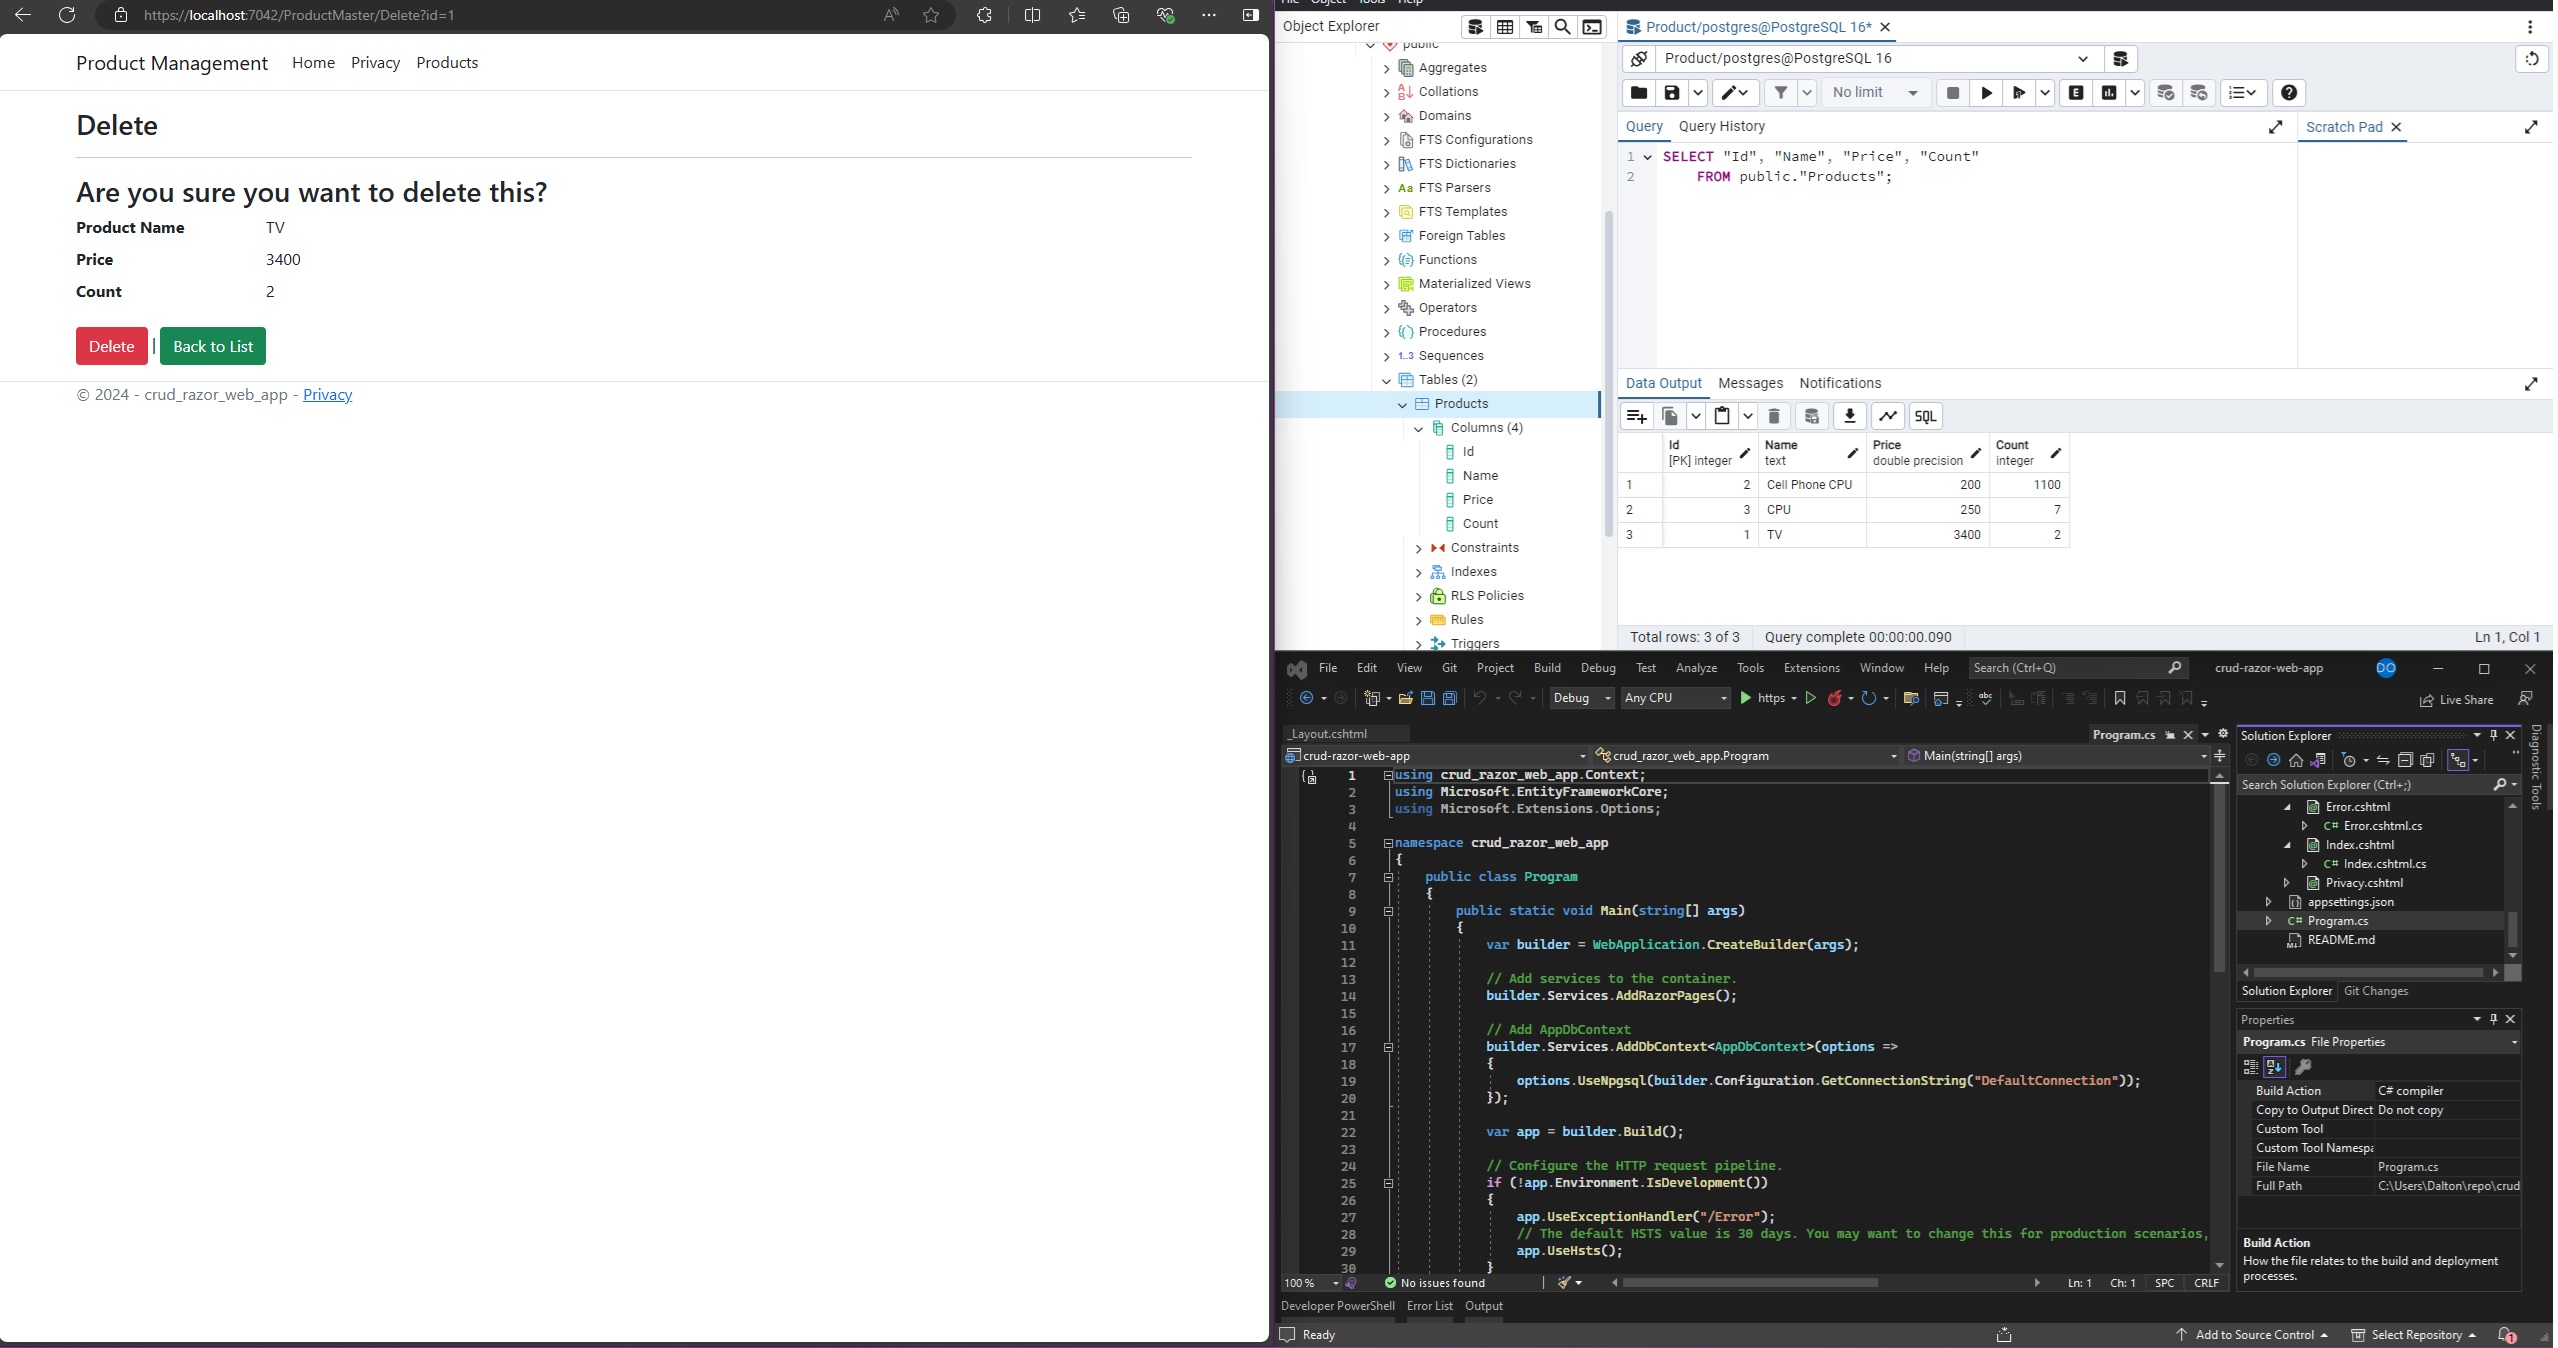 https://localhost:7042/ProductMaster/Delete?id=1
Product Management Home Privacy Products
Delete
Are you sure you want to delete this?
Product Name TV
Price 3400
Count 2
Delete | Back to List
© 2024 - crud_razor_web_app - Privacy
File Object Tools Help
Object Explorer
public
Aggregates
Collations
Domains
FTS Configurations
FTS Dictionaries
Aa FTS Parsers
FTS Templates
Foreign Tables
Functions
Materialized Views
Operators
Procedures
1..3 Sequences
Tables (2)
Products
Columns (4)
Id
Name
Price
Count
Constraints
Indexes
RLS Policies
Rules
Triggers
Product/postgres@PostgreSQL 16*
Product/postgres@PostgreSQL 16
No limit
Query Query History
Scratch Pad
1 SELECT "Id", "Name", "Price", "Count"
2 FROM public."Products";
Data Output Messages Notifications
SQL
Id Name Price Count
[PK] integer text double precision integer
1 2 Cell Phone CPU 200 1100
2 3 CPU 250 7
3 1 TV 3400 2
Total rows: 3 of 3 Query complete 00:00:00.090 Ln 1, Col 1
File Edit View Git Project Build Debug Test Analyze Tools Extensions Window Help Search (Ctrl+Q) crud-razor-web-app DO
Debug Any CPU https Live Share
_Layout.cshtml Program.cs
crud-razor-web-app crud_razor_web_app.Program Main(string[] args)
1 using crud_razor_web_app.Context;
2 using Microsoft.EntityFrameworkCore;
3 using Microsoft.Extensions.Options;
4
5 namespace crud_razor_web_app
6 {
7 public class Program
8 {
9 public static void Main(string[] args)
10 {
11 var builder = WebApplication.CreateBuilder(args);
12
13 // Add services to the container.
14 builder.Services.AddRazorPages();
15
16 // Add AppDbContext
17 builder.Services.AddDbContext<AppDbContext>(options =>
18 {
19 options.UseNpgsql(builder.Configuration.GetConnectionString("DefaultConnection"));
20 });
21
22 var app = builder.Build();
23
24 // Configure the HTTP request pipeline.
25 if (!app.Environment.IsDevelopment())
26 {
27 app.UseExceptionHandler("/Error");
28 // The default HSTS value is 30 days. You may want to change this for production scenarios,
29 app.UseHsts();
30 }
100 % No issues found Ln: 1 Ch: 1 SPC CRLF
Developer PowerShell Error List Output
Ready Add to Source Control Select Repository 1
Solution Explorer
Search Solution Explorer (Ctrl+;)
Error.cshtml
C# Error.cshtml.cs
Index.cshtml
C# Index.cshtml.cs
Privacy.cshtml
appsettings.json
C# Program.cs
README.md
Solution Explorer Git Changes
Properties
Program.cs File Properties
Build Action C# compiler
Copy to Output Direct Do not copy
Custom Tool
Custom Tool Namespa
File Name Program.cs
Full Path C:\Users\Dalton\repo\crud
Build Action
How the file relates to the build and deployment
processes.
Diagnostic Tools